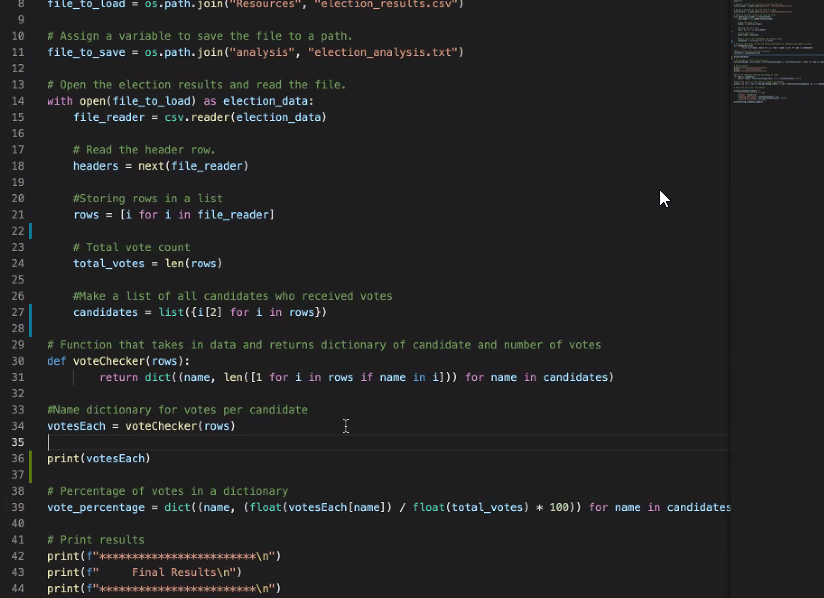 8 file_to_load = os.path.join("Resources", "election_results.csv")
9
10 # Assign a variable to save the file to a path.
11 file_to_save = os.path.join("analysis", "election_analysis.txt")
12
13 # Open the election results and read the file.
14 with open(file_to_load) as election_data:
15 file_reader = csv.reader(election_data)
16
17 # Read the header row.
18 headers = next(file_reader)
19
20 #Storing rows in a list
21 rows = [i for i in file_reader]
22
23 # Total vote count
24 total_votes = len(rows)
25
26 #Make a list of all candidates who received votes
27 candidates = list({i[2] for i in rows})
28
29 # Function that takes in data and returns dictionary of candidate and number of votes
30 def voteChecker(rows):
31 return dict((name, len([1 for i in rows if name in i])) for name in candidates)
32
33 #Name dictionary for votes per candidate
34 votesEach = voteChecker(rows)
35
36 print(votesEach)
37
38 # Percentage of votes in a dictionary
39 vote_percentage = dict((name, (float(votesEach[name]) / float(total_votes) * 100)) for name in candidates
40
41 # Print results
42 print(f"*************************\n")
43 print(f" Final Results\n")
44 print(f"*************************\n")